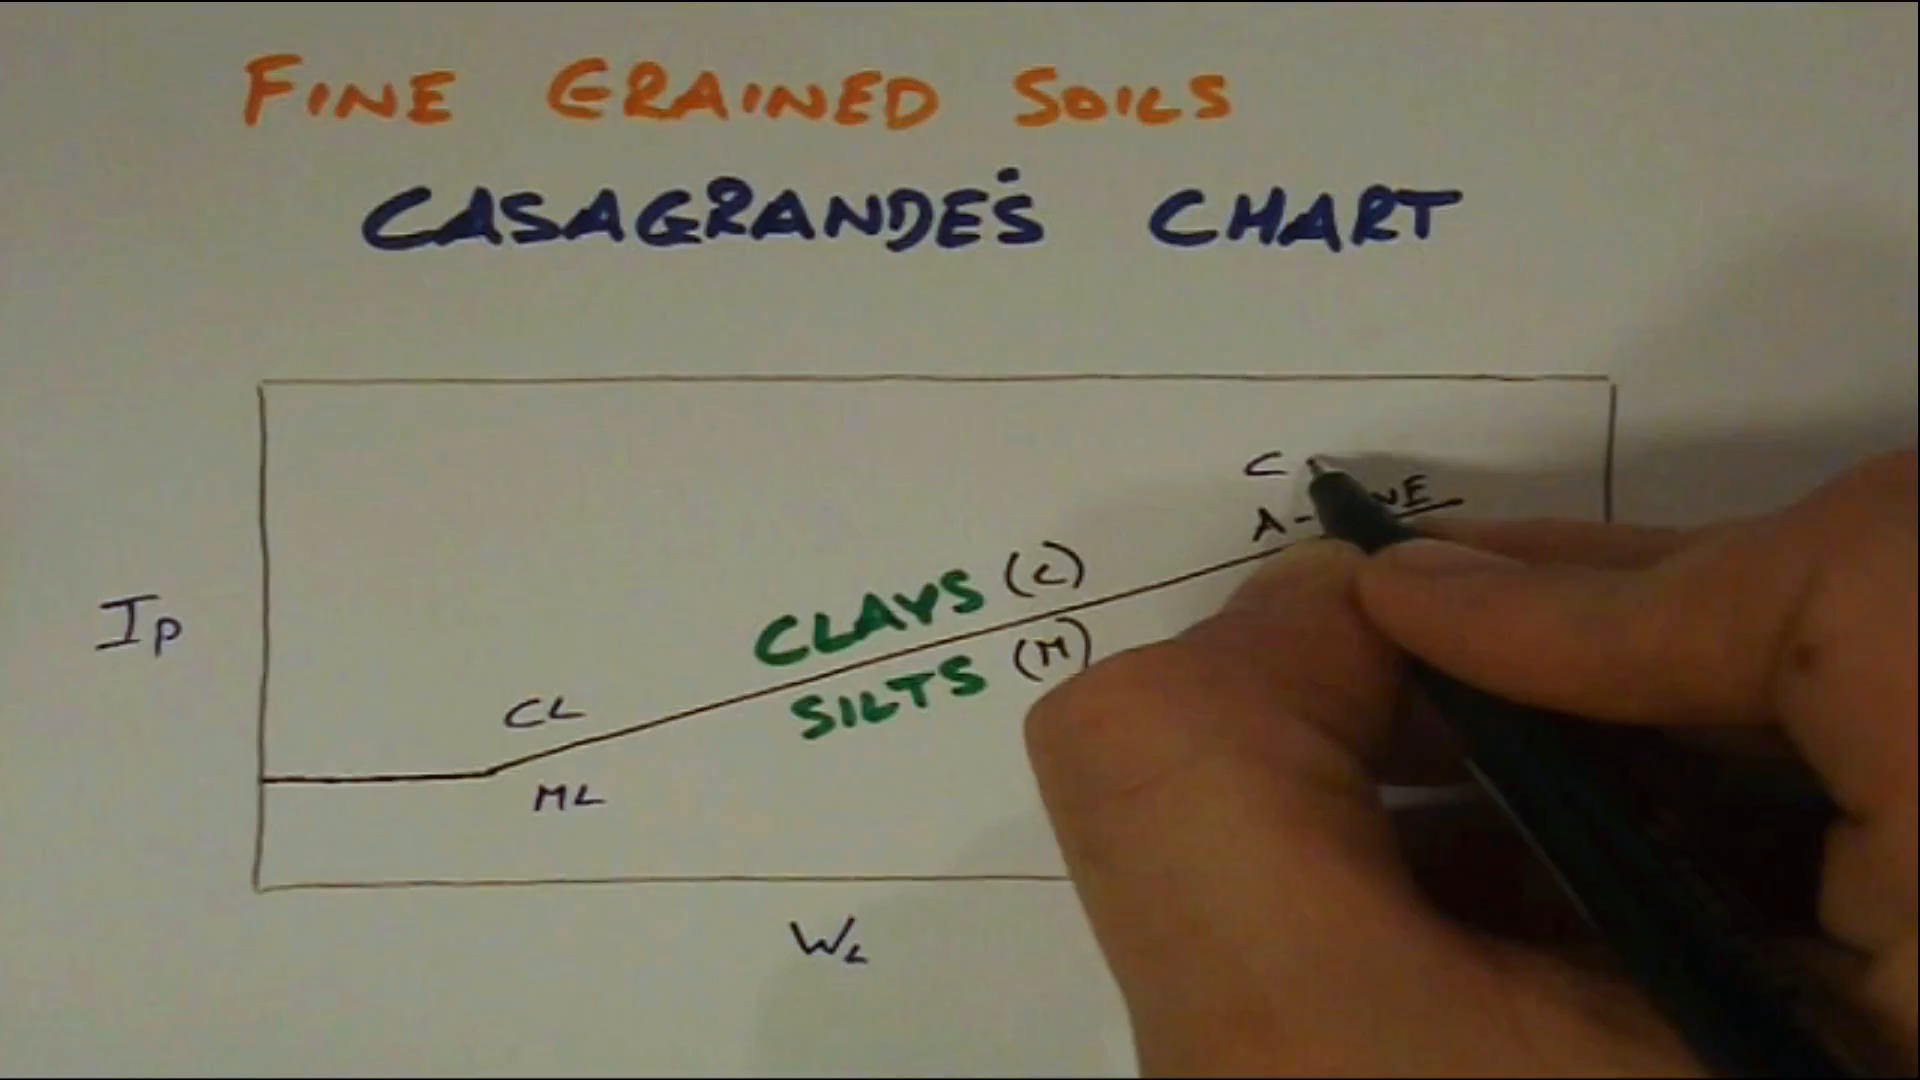 FINE GRAINED SOILS
CASAGRANDE'S CHART
C
A-
CLAYS (C)
SILTS (M)
Ip
CL
ML
WL